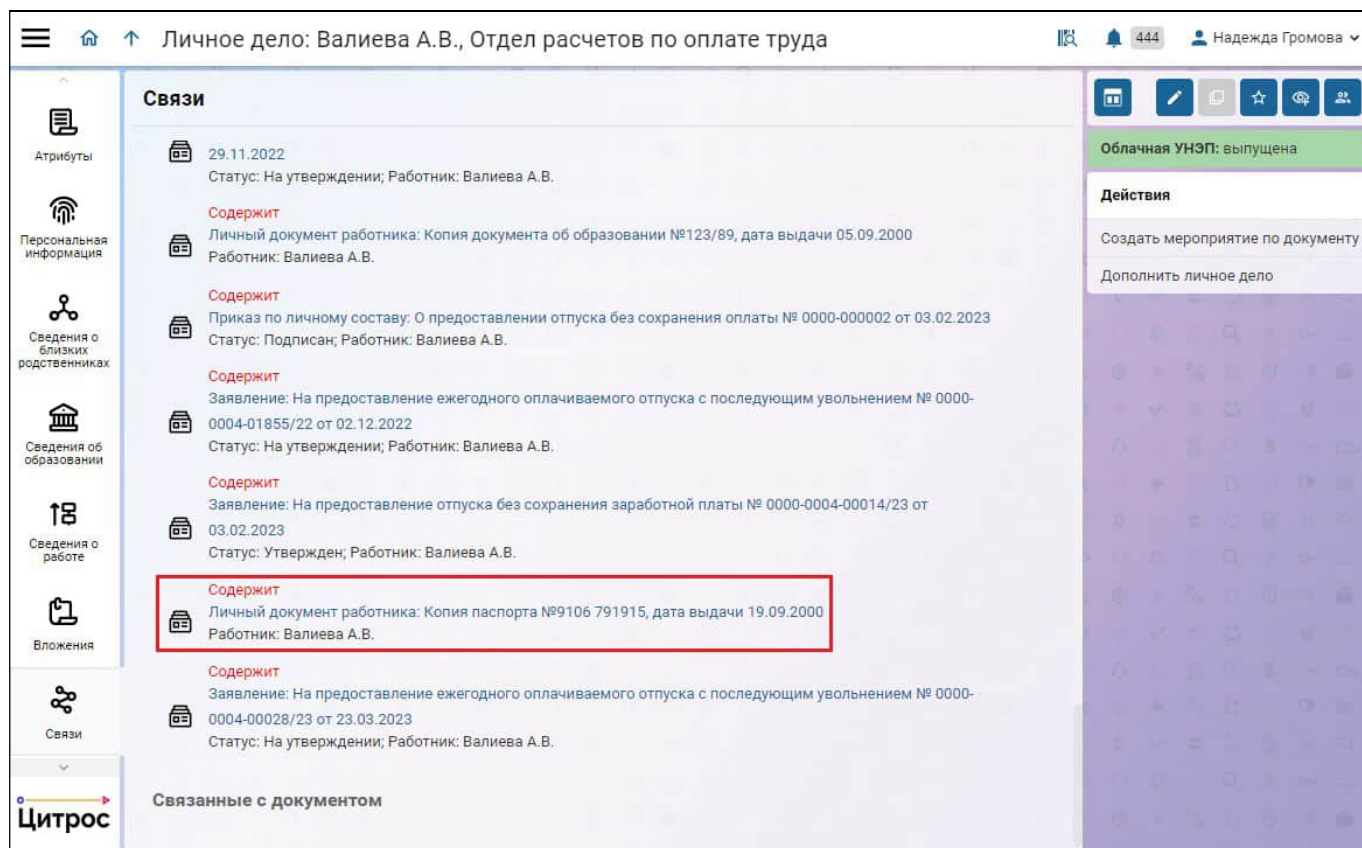 Личное дело: Валиева А.В., Отдел расчетов по оплате труда
444
Надежда Громова
Атрибуты
Персональная
информация
Сведения о
близких
родственниках
Сведения об
образовании
Сведения о
работе
Вложения
Связи
Цитрос
Связи
29.11.2022
Статус: На утверждении; Работник: Валиева А.В.
Содержит
Личный документ работника: Копия документа об образовании №123/89, дата выдачи 05.09.2000
Работник: Валиева А.В.
Содержит
Приказ по личному составу: О предоставлении отпуска без сохранения оплаты № 0000-000002 от 03.02.2023
Статус: Подписан; Работник: Валиева А.В.
Содержит
Заявление: На предоставление ежегодного оплачиваемого отпуска с последующим увольнением № 0000-
0004-01855/22 от 02.12.2022
Статус: На утверждении; Работник: Валиева А.В.
Содержит
Заявление: На предоставление отпуска без сохранения заработной платы № 0000-0004-00014/23 от
03.02.2023
Статус: Утвержден; Работник: Валиева А.В.
Содержит
Личный документ работника: Копия паспорта №9106 791915, дата выдачи 19.09.2000
Работник: Валиева А.В.
Содержит
Заявление: На предоставление ежегодного оплачиваемого отпуска с последующим увольнением № 0000-
0004-00028/23 от 23.03.2023
Статус: На утверждении; Работник: Валиева А.В.
Связанные с документом
Облачная УНЭП: выпущена
Действия
Создать мероприятие по документу
Дополнить личное дело